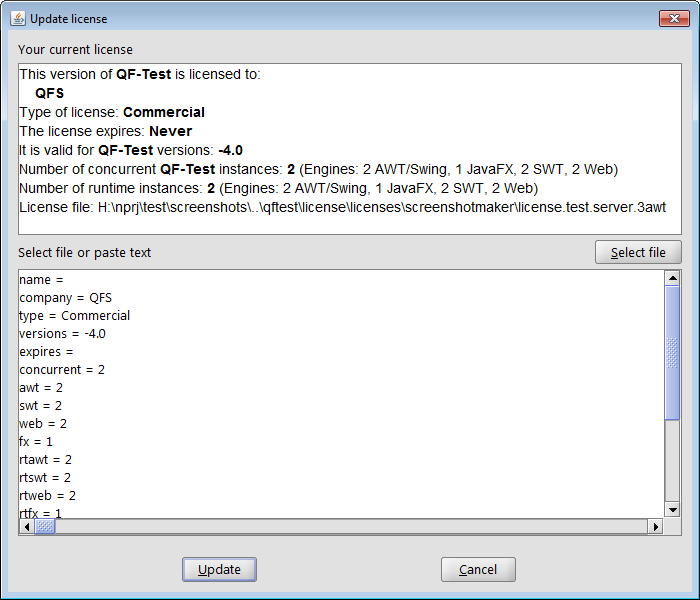 Update license
Your current license
This version of QF-Test is licensed to:
QFS
Type of license: Commercial
The license expires: Never
It is valid for QF-Test versions: -4.0
Number of concurrent QF-Test instances: 2 (Engines: 2 AWT/Swing, 1 JavaFX, 2 SWT, 2 Web)
Number of runtime instances: 2 (Engines: 2 AWT/Swing, 1 JavaFX, 2 SWT, 2 Web)
License file: H:\nprj\test\screenshots\..\qftest\license\licenses\screenshotmaker\license.test.server.3awt
Select file or paste text
Select file
name =
company = QFS
type = Commercial
versions = -4.0
expires =
concurrent = 2
awt = 2
swt = 2
web = 2
fx = 1
rtawt = 2
rtswt = 2
rtweb = 2
rtfx = 1
Update
Cancel